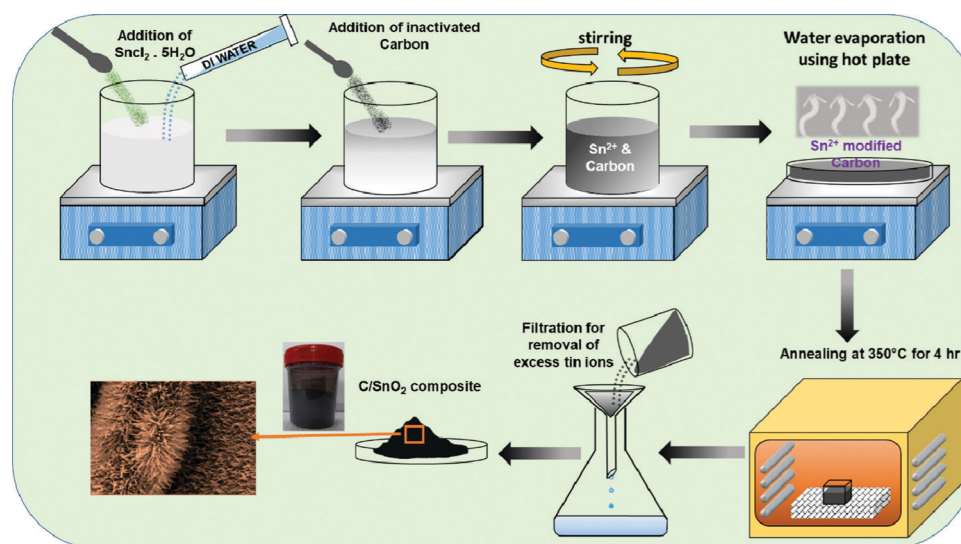 Addition of
SncI₂ . 5H₂O
DI WATER
Addition of inactivated
Carbon
stirring
Sn²⁺ &
Carbon
Water evaporation
using hot plate
Sn²⁺ modified
Carbon
Annealing at 350°C for 4 hr
Filtration for
removal of
excess tin ions
C/SnO₂ composite